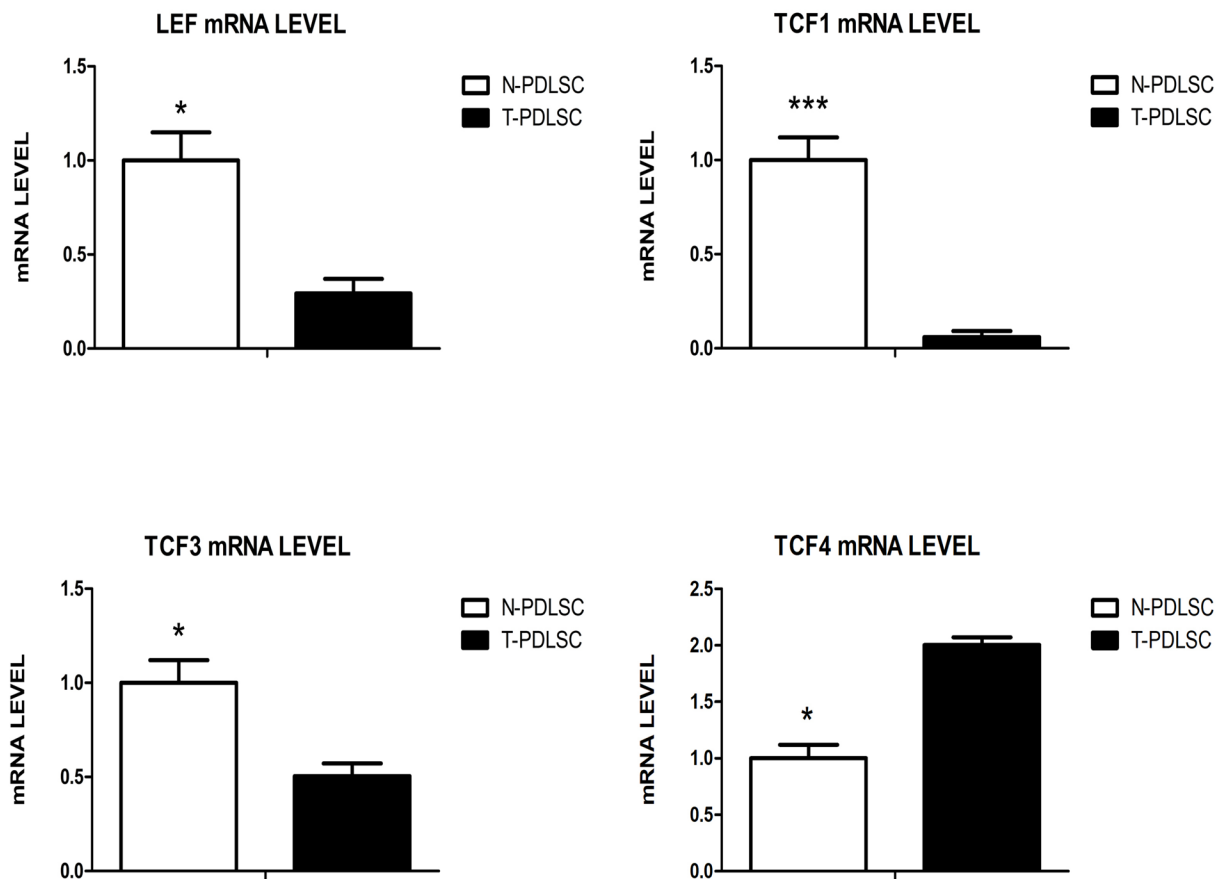 LEF mRNA LEVEL
mRNA LEVEL
1.5
1.0
0.5
0.0
*
N-PDLSC
T-PDLSC
TCF1 mRNA LEVEL
mRNA LEVEL
1.5
1.0
0.5
0.0
***
N-PDLSC
T-PDLSC
TCF3 mRNA LEVEL
mRNA LEVEL
1.5
1.0
0.5
0.0
*
N-PDLSC
T-PDLSC
TCF4 mRNA LEVEL
mRNA LEVEL
2.5
2.0
1.5
1.0
0.5
0.0
*
N-PDLSC
T-PDLSC